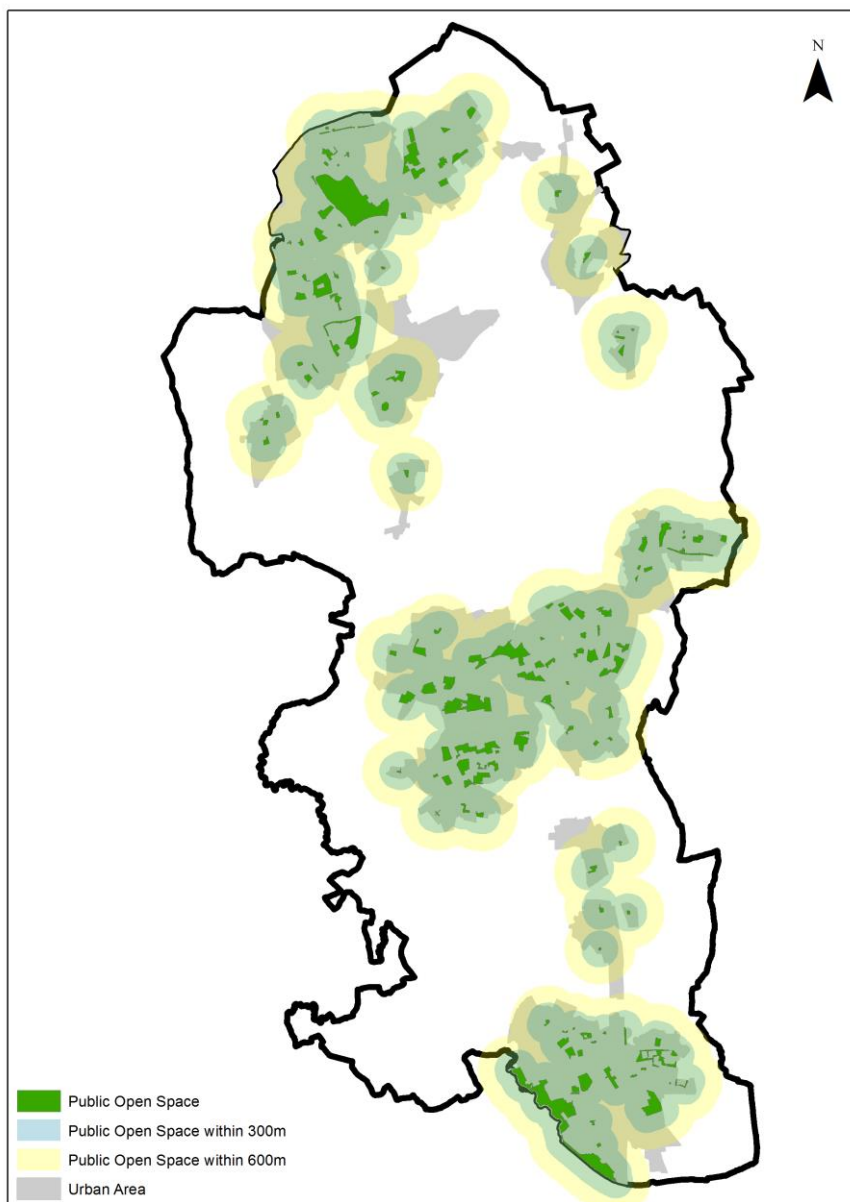 N
Public Open Space
Public Open Space within 300m
Public Open Space within 600m
Urban Area